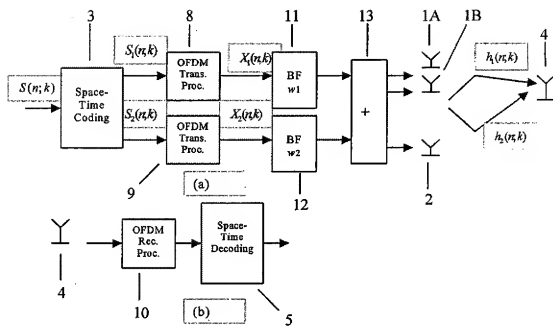 3
8
11
13
1A
1B
4
S₁(n;k)
X₁(n;k)
h₁(n;k)
S(n;k)
Space-
Time
Coding
OFDM
Trans.
Proc.
BF
w1
+
S₂(n;k)
X₂(n;k)
OFDM
Trans.
Proc.
BF
w2
h₂(n;k)
9
(a)
12
2
4
OFDM
Rec.
Proc.
Space-
Time
Decoding
10
(b)
5